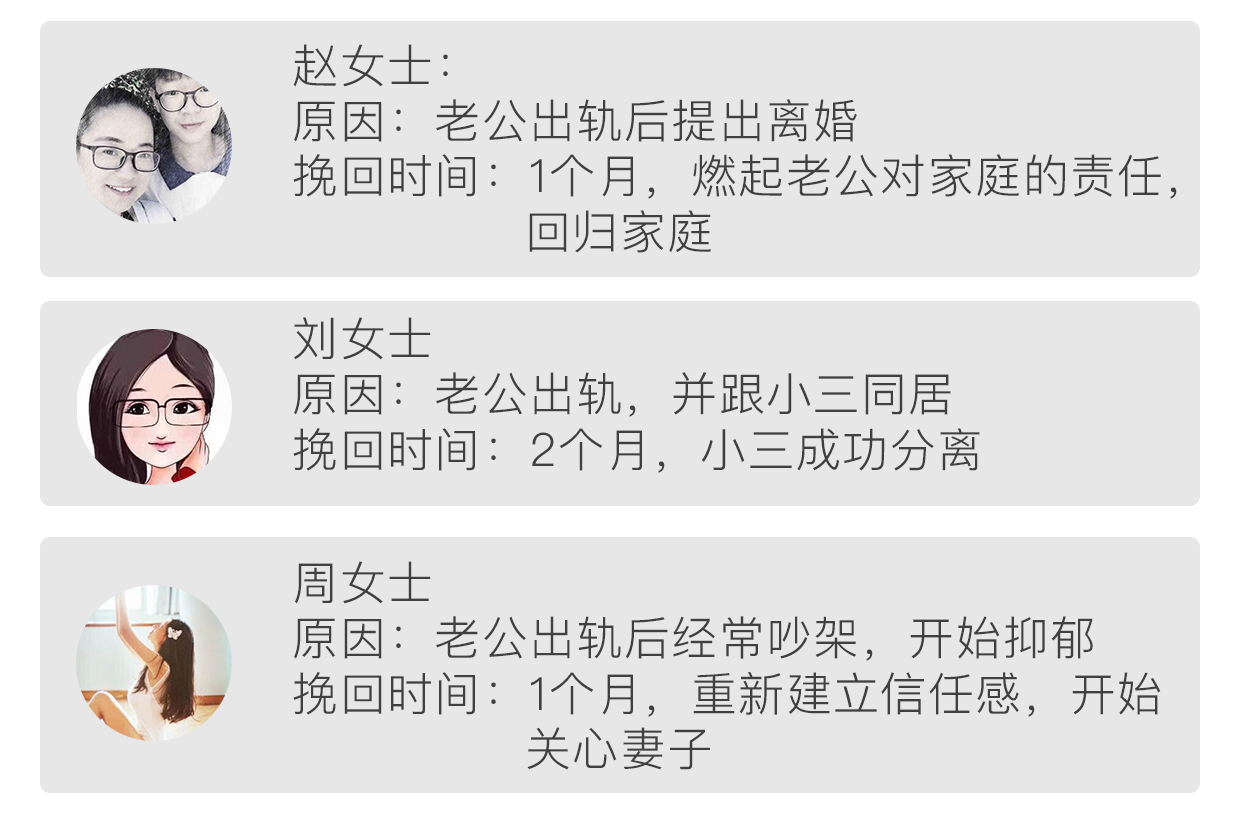 赵女士：
原因：老公出轨后提出离婚
挽回时间：1个月，燃起老公对家庭的责任，
回归家庭
刘女士
原因：老公出轨，并跟小三同居
挽回时间：2个月，小三成功分离
周女士
原因：老公出轨后经常吵架，开始抑郁
挽回时间：1个月，重新建立信任感，开始
关心妻子